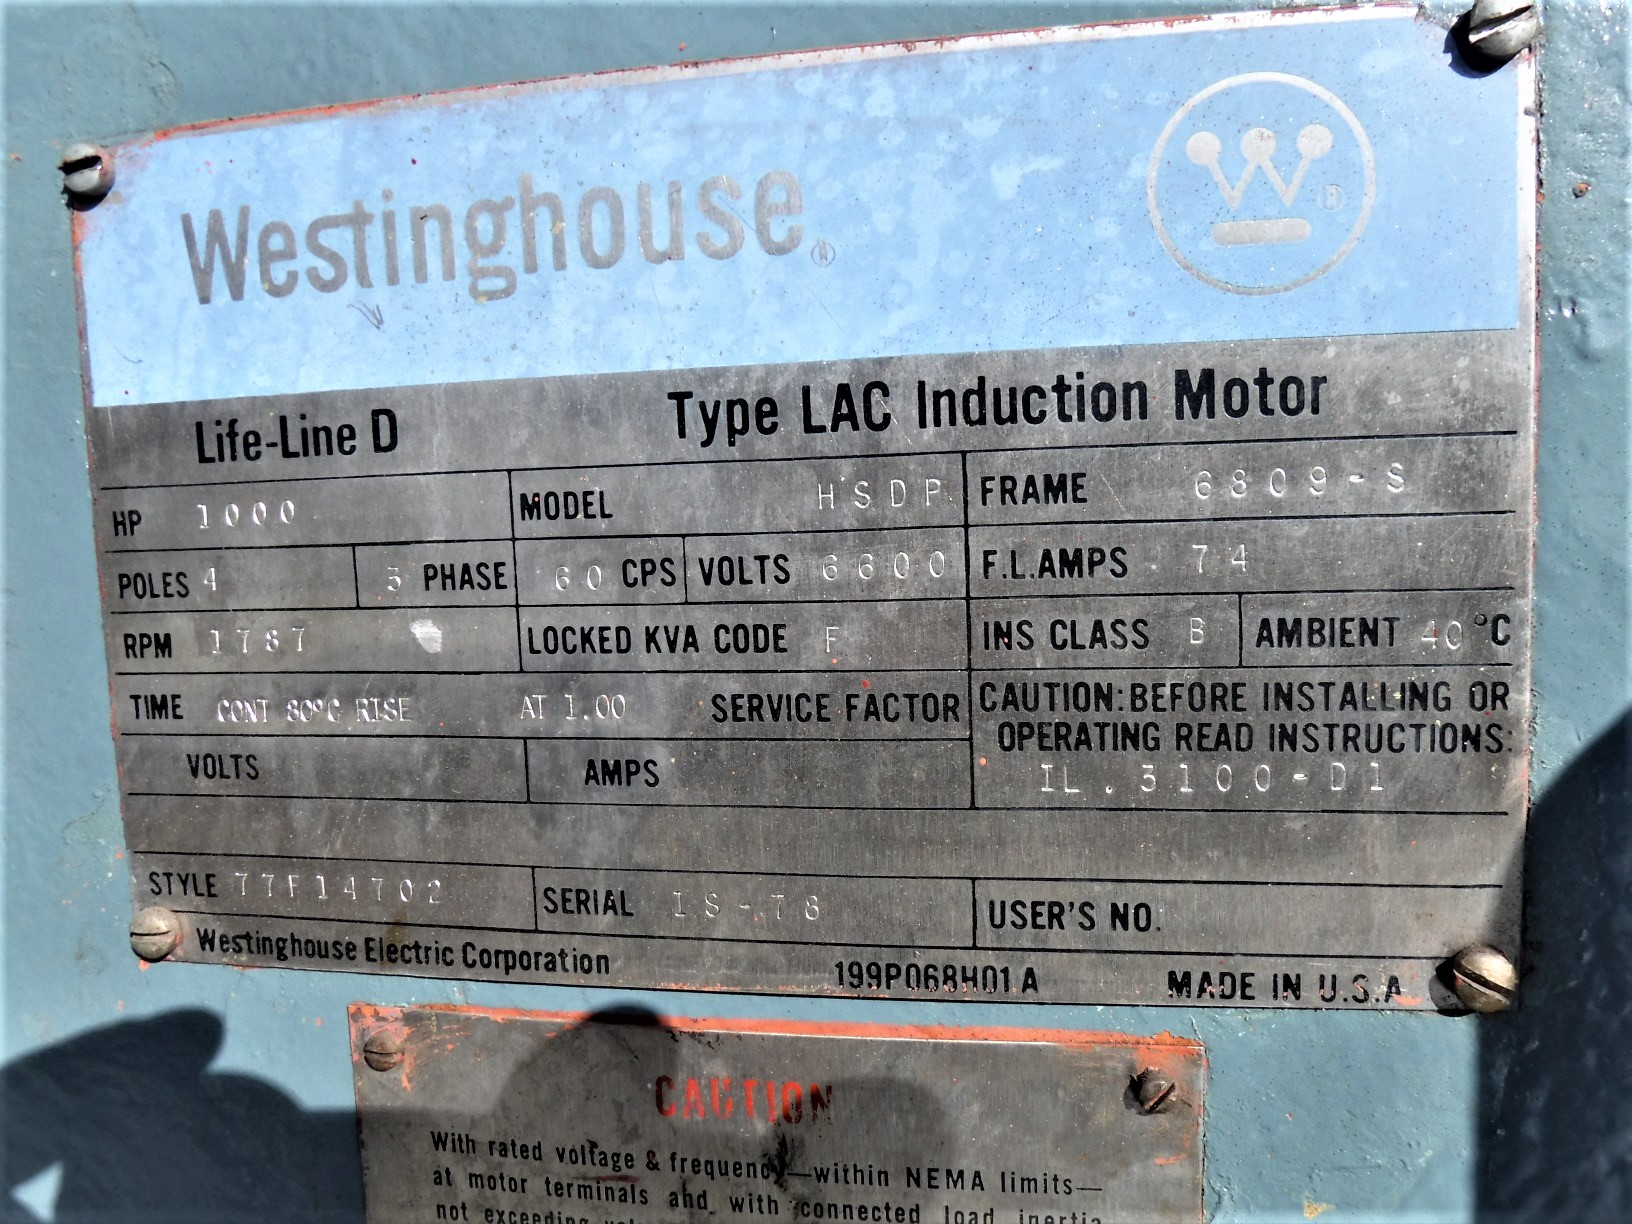 Westinghouse ®
W ®
Life-Line D Type LAC Induction Motor
HP 1000 MODEL HSDP FRAME 6809-S
POLES 4 3 PHASE 60 CPS VOLTS 6600 F.L.AMPS 74
RPM 1787 LOCKED KVA CODE F INS CLASS B AMBIENT 40 °C
TIME CONT 80°C RISE AT 1.00 SERVICE FACTOR
CAUTION: BEFORE INSTALLING OR
OPERATING READ INSTRUCTIONS:
IL. 3100-D1
VOLTS AMPS
STYLE 77F14702 SERIAL 1S-78 USER'S NO.
Westinghouse Electric Corporation 199P068H01A MADE IN U.S.A
CAUTION
With rated voltage & frequency—within NEMA limits—
at motor terminals and with connected load inertia
not exceeding